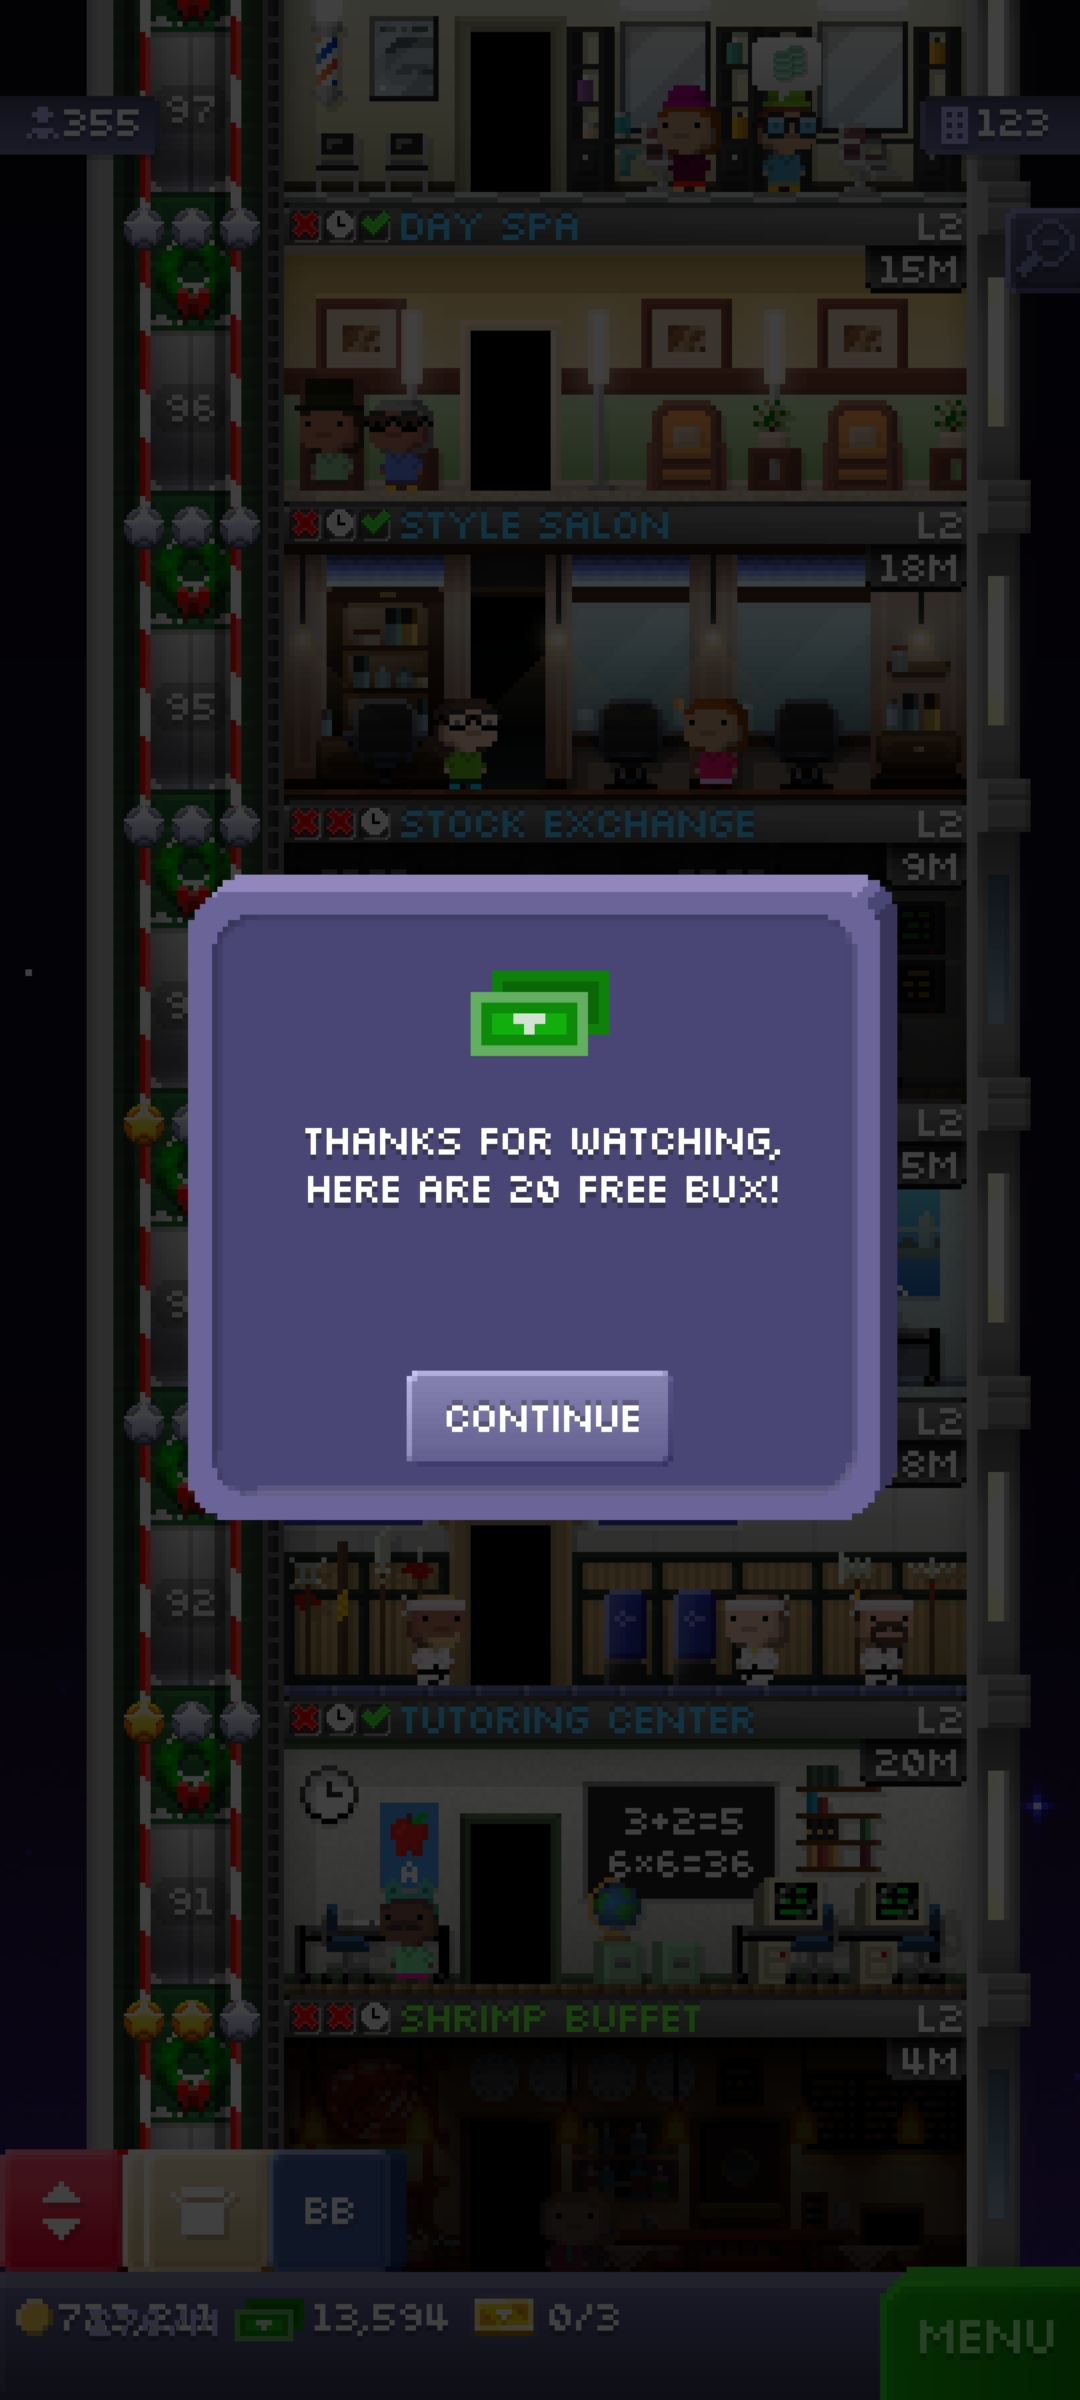 97
355
123
DAY SPA
L2
15M
96
STYLE SALON
L2
18M
95
STOCK EXCHANGE
L2
9M
THANKS FOR WATCHING,
HERE ARE 20 FREE BUX!
L2
5M
CONTINUE
L2
8M
92
TUTORING CENTER
L2
20M
3+2=5
6×6=36
A
91
SHRIMP BUFFET
L2
4M
BB
13,594
0/3
MENU